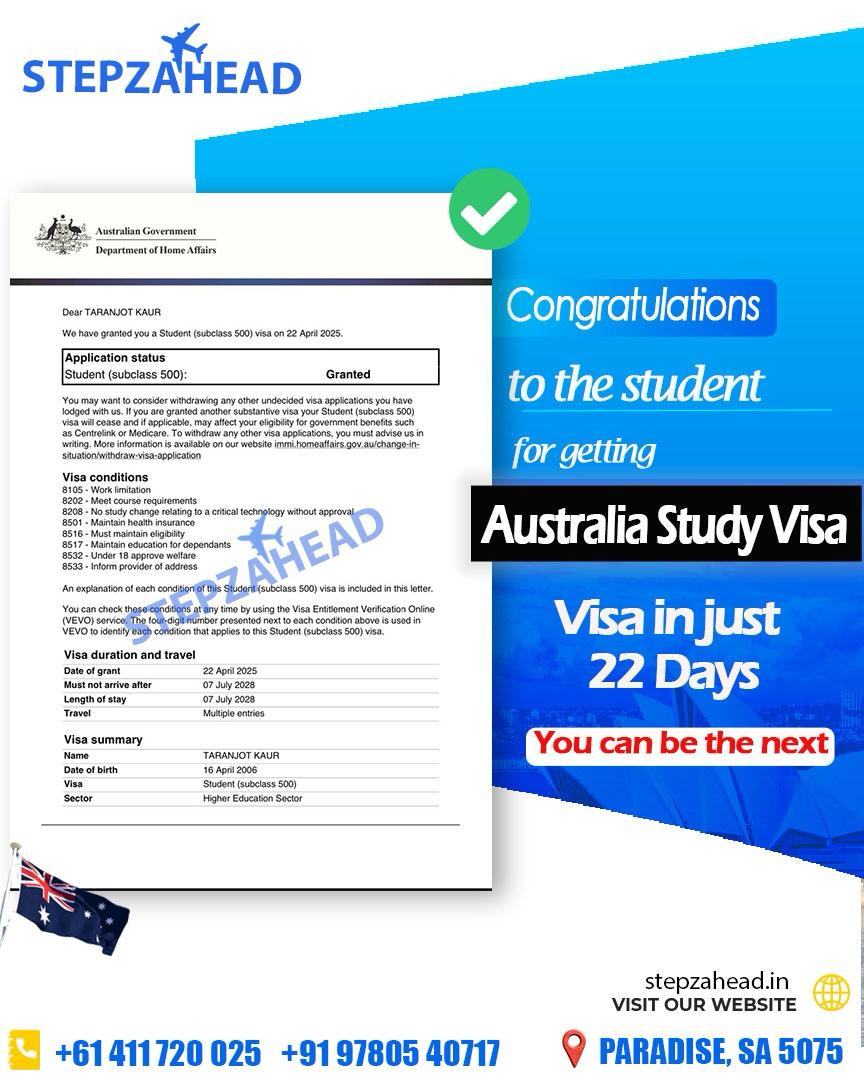 STEPZAHEAD
Australian Government
Department of Home Affairs
Dear TARANJOT KAUR
We have granted you a Student (subclass 500) visa on 22 April 2025.
Application status
Student (subclass 500): Granted
You may want to consider withdrawing any other undecided visa applications you have
lodged with us. If you are granted another substantive visa your Student (subclass 500)
visa will cease and if applicable, may affect your eligibility for government benefits such
as Centrelink or Medicare. To withdraw any other visa applications, you must advise us in
writing. More information is available on our website immi.homeaffairs.gov.au/change-in-
situation/withdraw-visa-application
Visa conditions
8105 - Work limitation
8202 - Meet course requirements
8208 - No study change relating to a critical technology without approval
8501 - Maintain health insurance
8516 - Must maintain eligibility
8517 - Maintain education for dependants
8532 - Under 18 approve welfare
8533 - Inform provider of address
An explanation of each condition of this Student (subclass 500) visa is included in this letter.
You can check these conditions at any time by using the Visa Entitlement Verification Online
(VEVO) service. The four-digit number presented next to each condition above is used in
VEVO to identify each condition that applies to this Student (subclass 500) visa.
STEPZAHEAD
Visa duration and travel
Date of grant 22 April 2025
Must not arrive after 07 July 2028
Length of stay 07 July 2028
Travel Multiple entries
Visa summary
Name TARANJOT KAUR
Date of birth 16 April 2006
Visa Student (subclass 500)
Sector Higher Education Sector
Congratulations
to the student
for getting
Australia Study Visa
Visa in just
22 Days
You can be the next
stepzahead.in
VISIT OUR WEBSITE
+61 411 720 025 +91 97805 40717
PARADISE, SA 5075